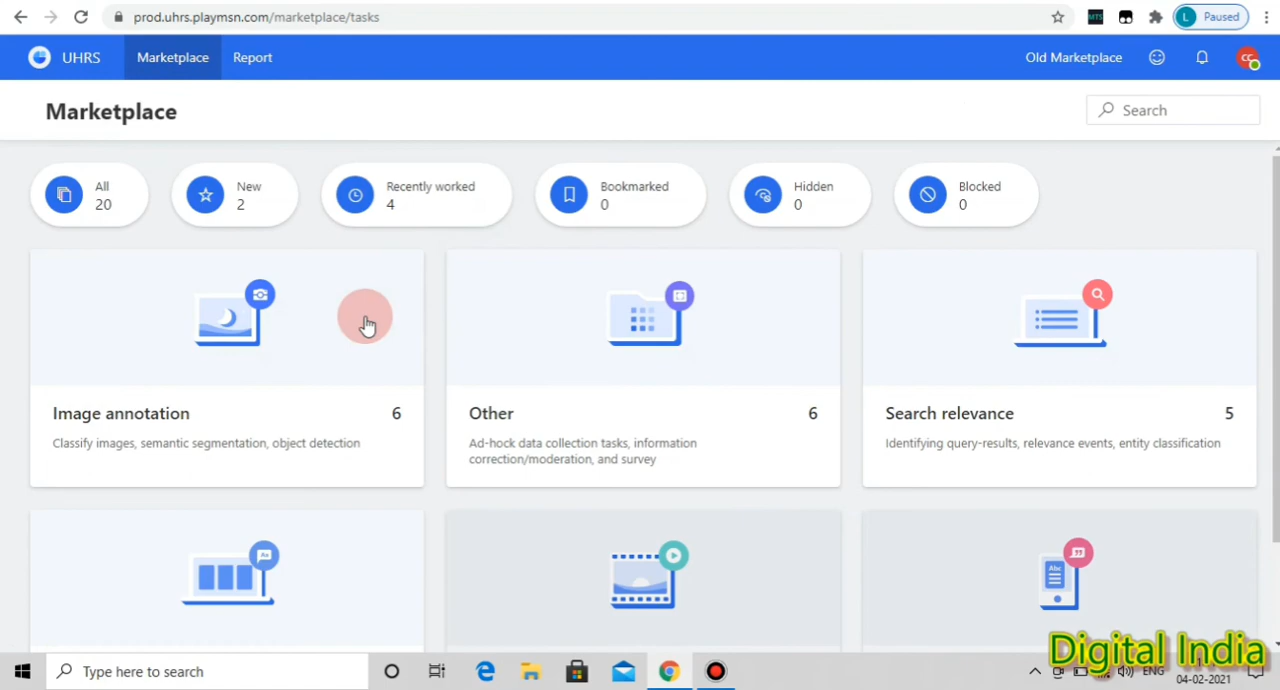 prod.uhrs.playmsn.com/marketplace/tasks
MTS
L Paused
UHRS Marketplace Report Old Marketplace CC
Marketplace
Search
All
20
New
2
Recently worked
4
Bookmarked
0
Hidden
0
Blocked
0
Image annotation 6
Classify images, semantic segmentation, object detection
Other 6
Ad-hock data collection tasks, information
correction/moderation, and survey
Search relevance 5
Identifying query-results, relevance events, entity classification
Abc
Digital India
Type here to search
ENG
04-02-2021